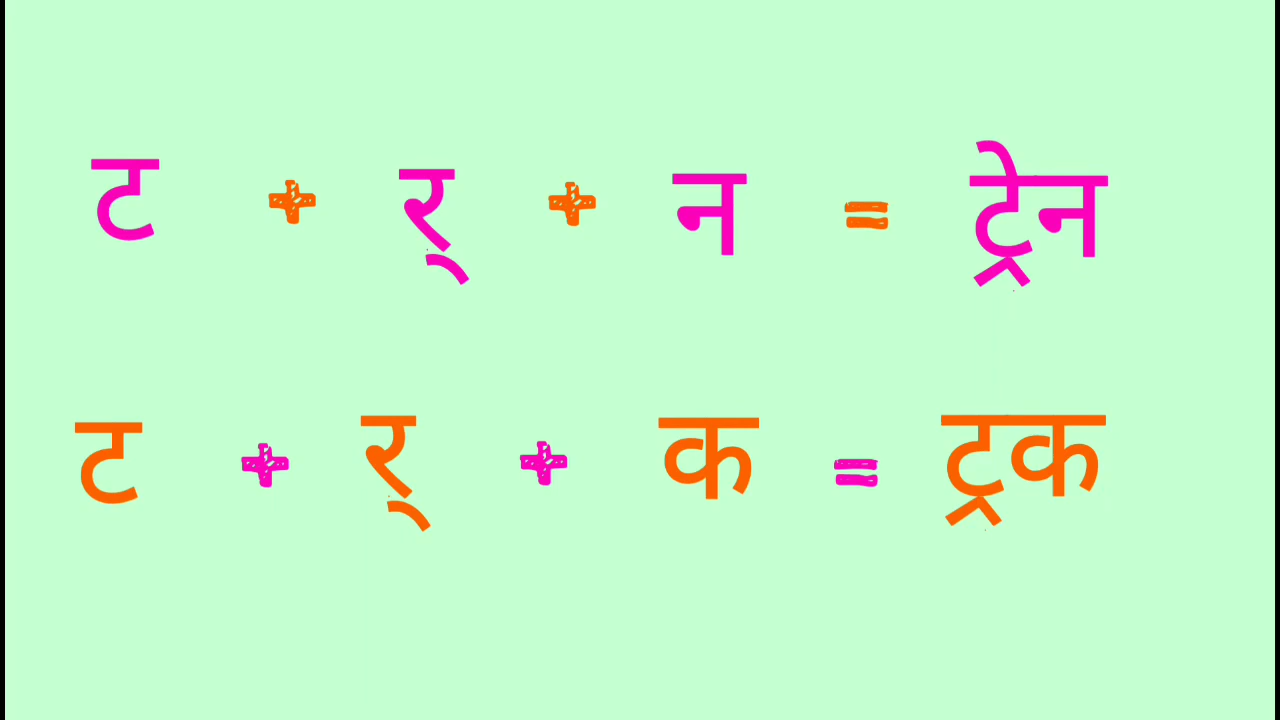 ट + र् + न = ट्रेन
ट + र् + क = ट्रक